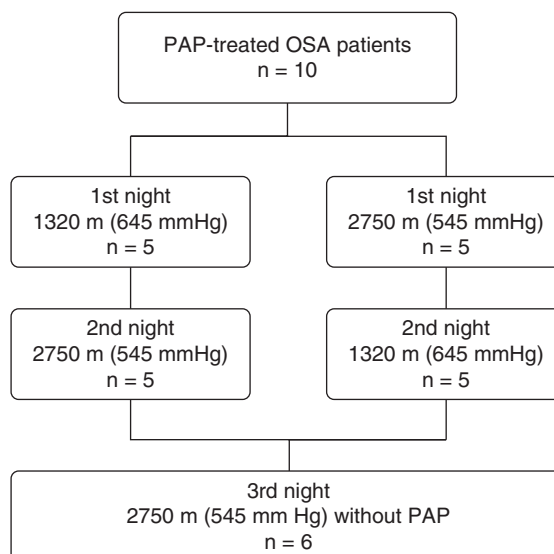 PAP-treated OSA patients
n = 10
1st night
1320 m (645 mmHg)
n = 5
1st night
2750 m (545 mmHg)
n = 5
2nd night
2750 m (545 mmHg)
n = 5
2nd night
1320 m (645 mmHg)
n = 5
3rd night
2750 m (545 mm Hg) without PAP
n = 6